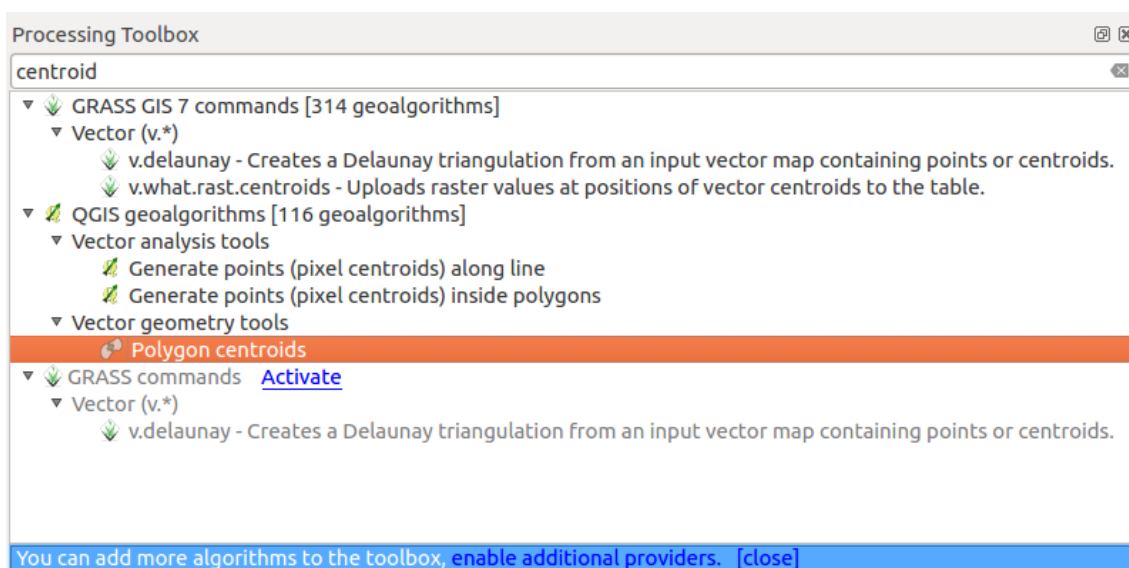 Processing Toolbox
centroid
GRASS GIS 7 commands [314 geoalgorithms]
Vector (v.*)
v.delaunay - Creates a Delaunay triangulation from an input vector map containing points or centroids.
v.what.rast.centroids - Uploads raster values at positions of vector centroids to the table.
QGIS geoalgorithms [116 geoalgorithms]
Vector analysis tools
Generate points (pixel centroids) along line
Generate points (pixel centroids) inside polygons
Vector geometry tools
Polygon centroids
GRASS commands Activate
Vector (v.*)
v.delaunay - Creates a Delaunay triangulation from an input vector map containing points or centroids.
You can add more algorithms to the toolbox, enable additional providers. [close]